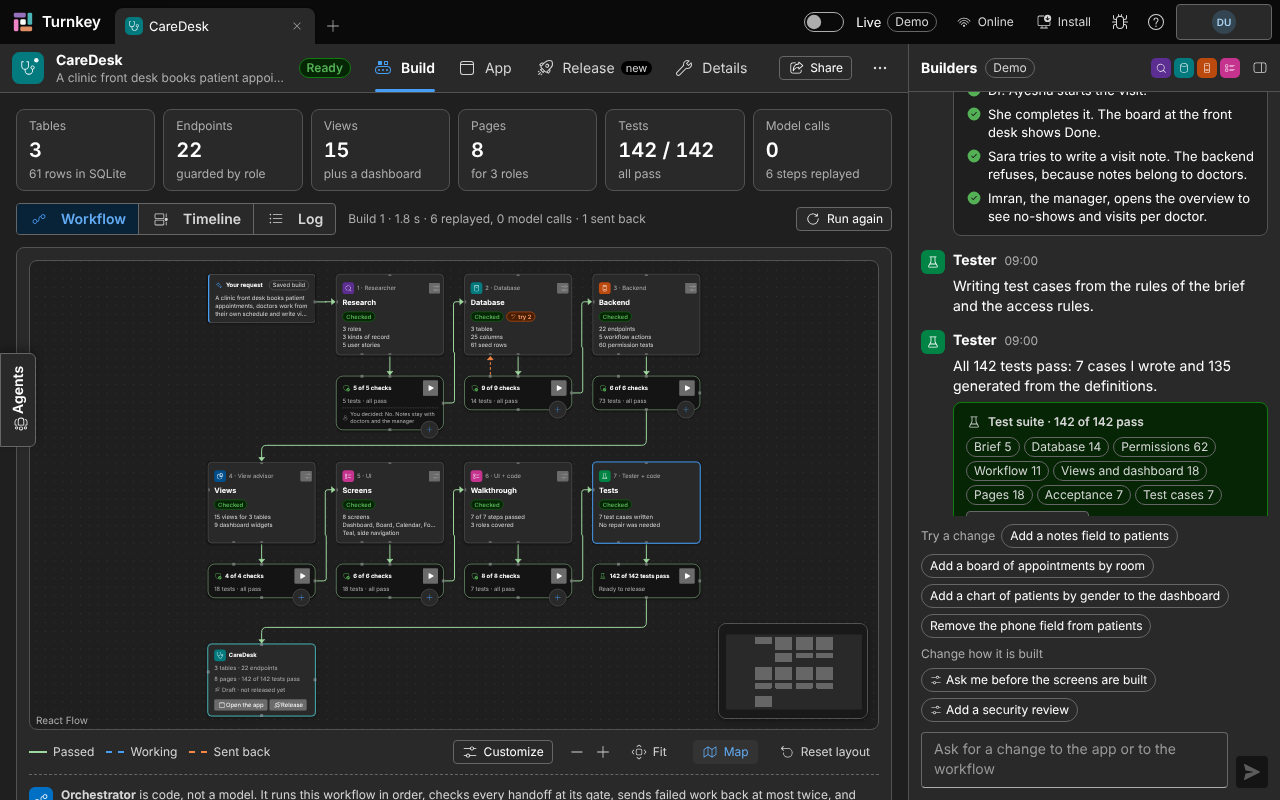 Turnkey
CareDesk
Live
Demo
Online
Install
DU
CareDesk
A clinic front desk books patient appoi...
Ready
Build
App
Release
new
Details
Share
Builders
Demo
Tables
3
61 rows in SQLite
Endpoints
22
guarded by role
Views
15
plus a dashboard
Pages
8
for 3 roles
Tests
142 / 142
all pass
Model calls
0
6 steps replayed
Workflow
Timeline
Log
Build 1 · 1.8 s · 6 replayed, 0 model calls · 1 sent back
Run again
Agents
Your request
Saved build
A clinic front desk books patient
appointments, doctors work from
their own schedule and write vi...
1 · Researcher
Research
Checked
3 roles
3 kinds of record
5 user stories
5 of 5 checks
5 tests · all pass
You decided: No. Notes stay with
doctors and the manager
2 · Database
Database
Checked
try 2
3 tables
25 columns
61 seed rows
9 of 9 checks
14 tests · all pass
3 · Backend
Backend
Checked
22 endpoints
5 workflow actions
60 permission tests
6 of 6 checks
73 tests · all pass
4 · View advisor
Views
Checked
15 views for 3 tables
9 dashboard widgets
4 of 4 checks
18 tests · all pass
5 · UI
Screens
Checked
8 screens
Dashboard, Board, Calendar, Fo...
Teal, side navigation
6 of 6 checks
18 tests · all pass
6 · UI + code
Walkthrough
Checked
7 of 7 steps passed
3 roles covered
8 of 8 checks
7 tests · all pass
7 · Tester + code
Tests
Checked
7 test cases written
No repair was needed
142 of 142 tests pass
Ready to release
CareDesk
3 tables · 22 endpoints
8 pages · 142 of 142 tests pass
Draft · not released yet
Open the app
Release
React Flow
Passed
Working
Sent back
Customize
Fit
Map
Reset layout
Orchestrator is code, not a model. It runs this workflow in order, checks every handoff at its gate, sends failed work back at most twice, and
Dr. Ayesha starts the visit.
She completes it. The board at the front
desk shows Done.
Sara tries to write a visit note. The backend
refuses, because notes belong to doctors.
Imran, the manager, opens the overview to
see no-shows and visits per doctor.
Tester 09:00
Writing test cases from the rules of the brief
and the access rules.
Tester 09:00
All 142 tests pass: 7 cases I wrote and 135
generated from the definitions.
Test suite · 142 of 142 pass
Brief 5
Database 14
Permissions 62
Workflow 11
Views and dashboard 18
Pages 18
Acceptance 7
Test cases 7
Try a change
Add a notes field to patients
Add a board of appointments by room
Add a chart of patients by gender to the dashboard
Remove the phone field from patients
Change how it is built
Ask me before the screens are built
Add a security review
Ask for a change to the app or to the
workflow